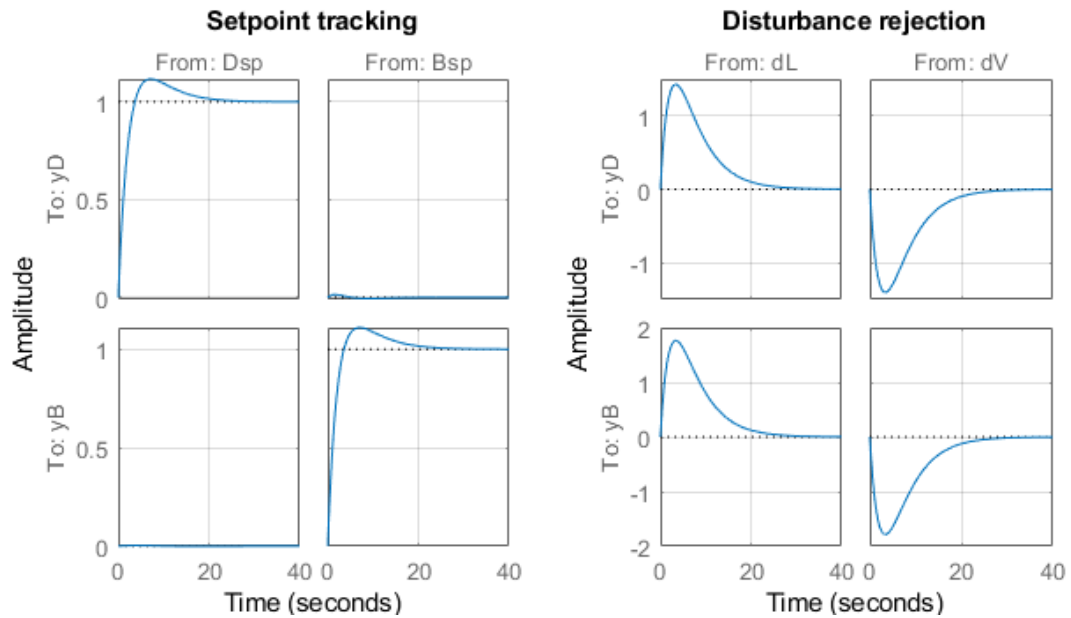 Setpoint tracking
From: Dsp
From: Bsp
To: yD
1
0.5
0
To: yB
1
0.5
0
0
20
40
0
20
40
Amplitude
Time (seconds)
Disturbance rejection
From: dL
From: dV
To: yD
1
0
-1
To: yB
2
1
0
-1
-2
0
20
40
0
20
40
Amplitude
Time (seconds)